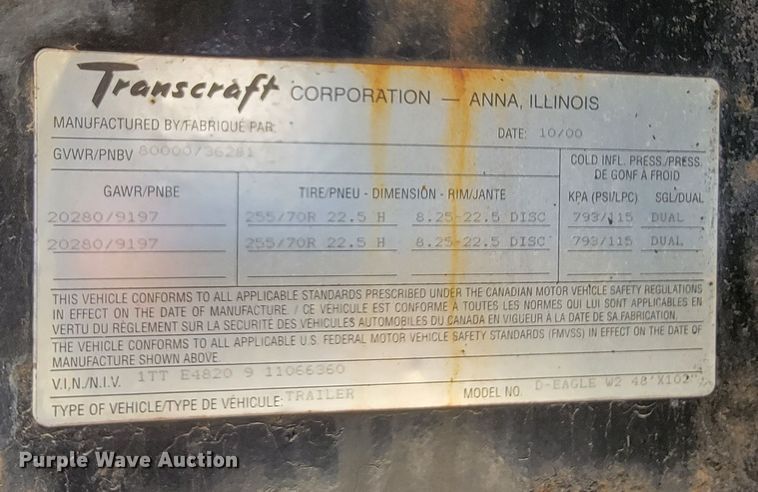 Transcraft CORPORATION — ANNA, ILLINOIS
MANUFACTURED BY/FABRIQUÉ PAR: DATE: 10/00
GVWR/PNBV 80000/36281
COLD INFL. PRESS./PRESS. DE GONF À FROID
GAWR/PNBE TIRE/PNEU - DIMENSION - RIM/JANTE KPA (PSI/LPC) SGL/DUAL
20280/9197 255/70R 22.5 H 8.25-22.5 DISC 793/115 DUAL
20280/9197 255/70R 22.5 H 8.25-22.5 DISC 793/115 DUAL
THIS VEHICLE CONFORMS TO ALL APPLICABLE STANDARDS PRESCRIBED UNDER THE CANADIAN MOTOR VEHICLE SAFETY REGULATIONS
IN EFFECT ON THE DATE OF MANUFACTURE. / CE VEHICULE EST CONFORME À TOUTES LES NORMES QUI LUI SONT APPLICABLES EN
VERTU DU RÈGLEMENT SUR LA SECURITE DES VÉHICULES AUTOMOBILES DU CANADA EN VIGUEUR À LA DATE DE SA FABRICATION.
THE VEHICLE CONFORMS TO ALL APPLICABLE U.S. FEDERAL MOTOR VEHICLE SAFETY STANDARDS (FMVSS) IN EFFECT ON THE DATE OF
MANUFACTURE SHOWN ABOVE.
V.I.N./N.I.V. 1TT E4820 9 11066360
TYPE OF VEHICLE/TYPE DE VÉHICULE: TRAILER MODEL NO. D-EAGLE W2 48'X102"
Purple Wave Auction